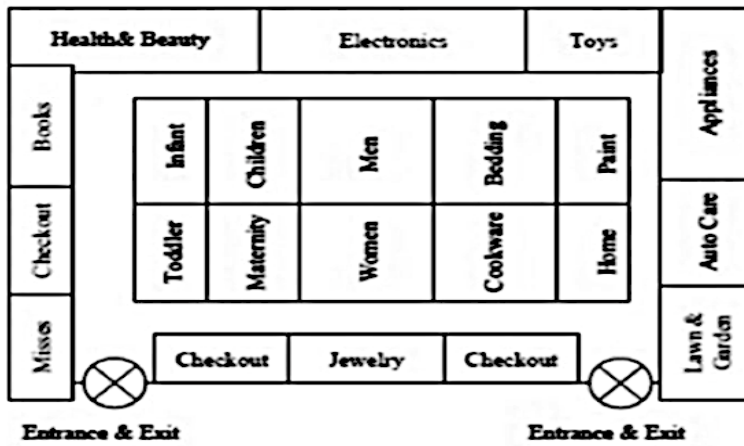 Health& Beauty
Electronics
Toys
Appliances
Books
Infant
Children
Men
Bedding
Paint
Checkout
Toddler
Maternity
Women
Cookware
Home
Auto Care
Misses
Checkout
Jewelry
Checkout
Lawn &
Garden
Entrance & Exit
Entrance & Exit